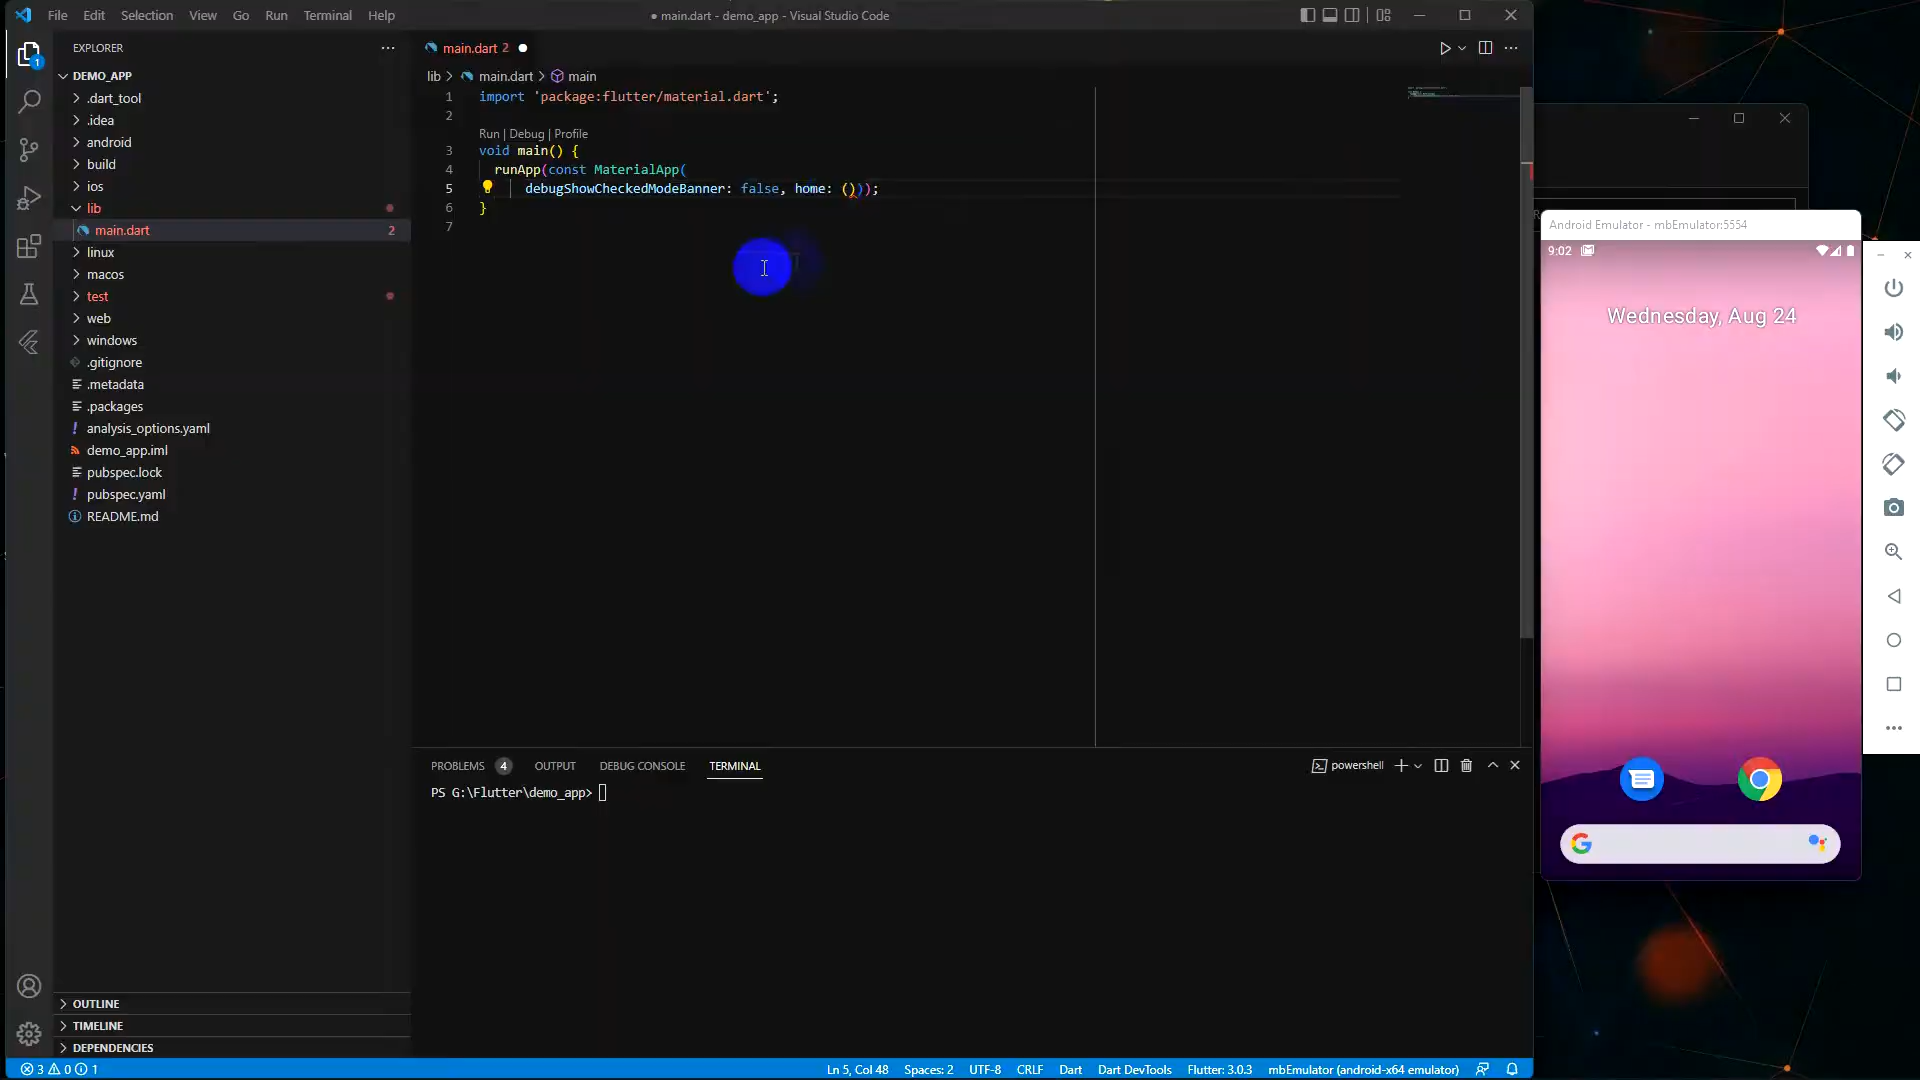 File Edit Selection View Go Run Terminal Help
● main.dart - demo_app - Visual Studio Code
EXPLORER
1
DEMO_APP
.dart_tool
.idea
android
build
ios
lib
main.dart 2
linux
macos
test
web
windows
.gitignore
.metadata
.packages
analysis_options.yaml
demo_app.iml
pubspec.lock
pubspec.yaml
README.md
OUTLINE
TIMELINE
DEPENDENCIES
main.dart 2
lib > main.dart > main
1 import 'package:flutter/material.dart';
2
Run | Debug | Profile
3 void main() {
4 runApp(const MaterialApp(
5 debugShowCheckedModeBanner: false, home: ()));
6 }
7
PROBLEMS 4 OUTPUT DEBUG CONSOLE TERMINAL
powershell
PS G:\Flutter\demo_app>
3 0 1
Ln 5, Col 48 Spaces: 2 UTF-8 CRLF Dart Dart DevTools Flutter: 3.0.3 mbEmulator (android-x64 emulator)
Android Emulator - mbEmulator:5554
9:02
Wednesday, Aug 24